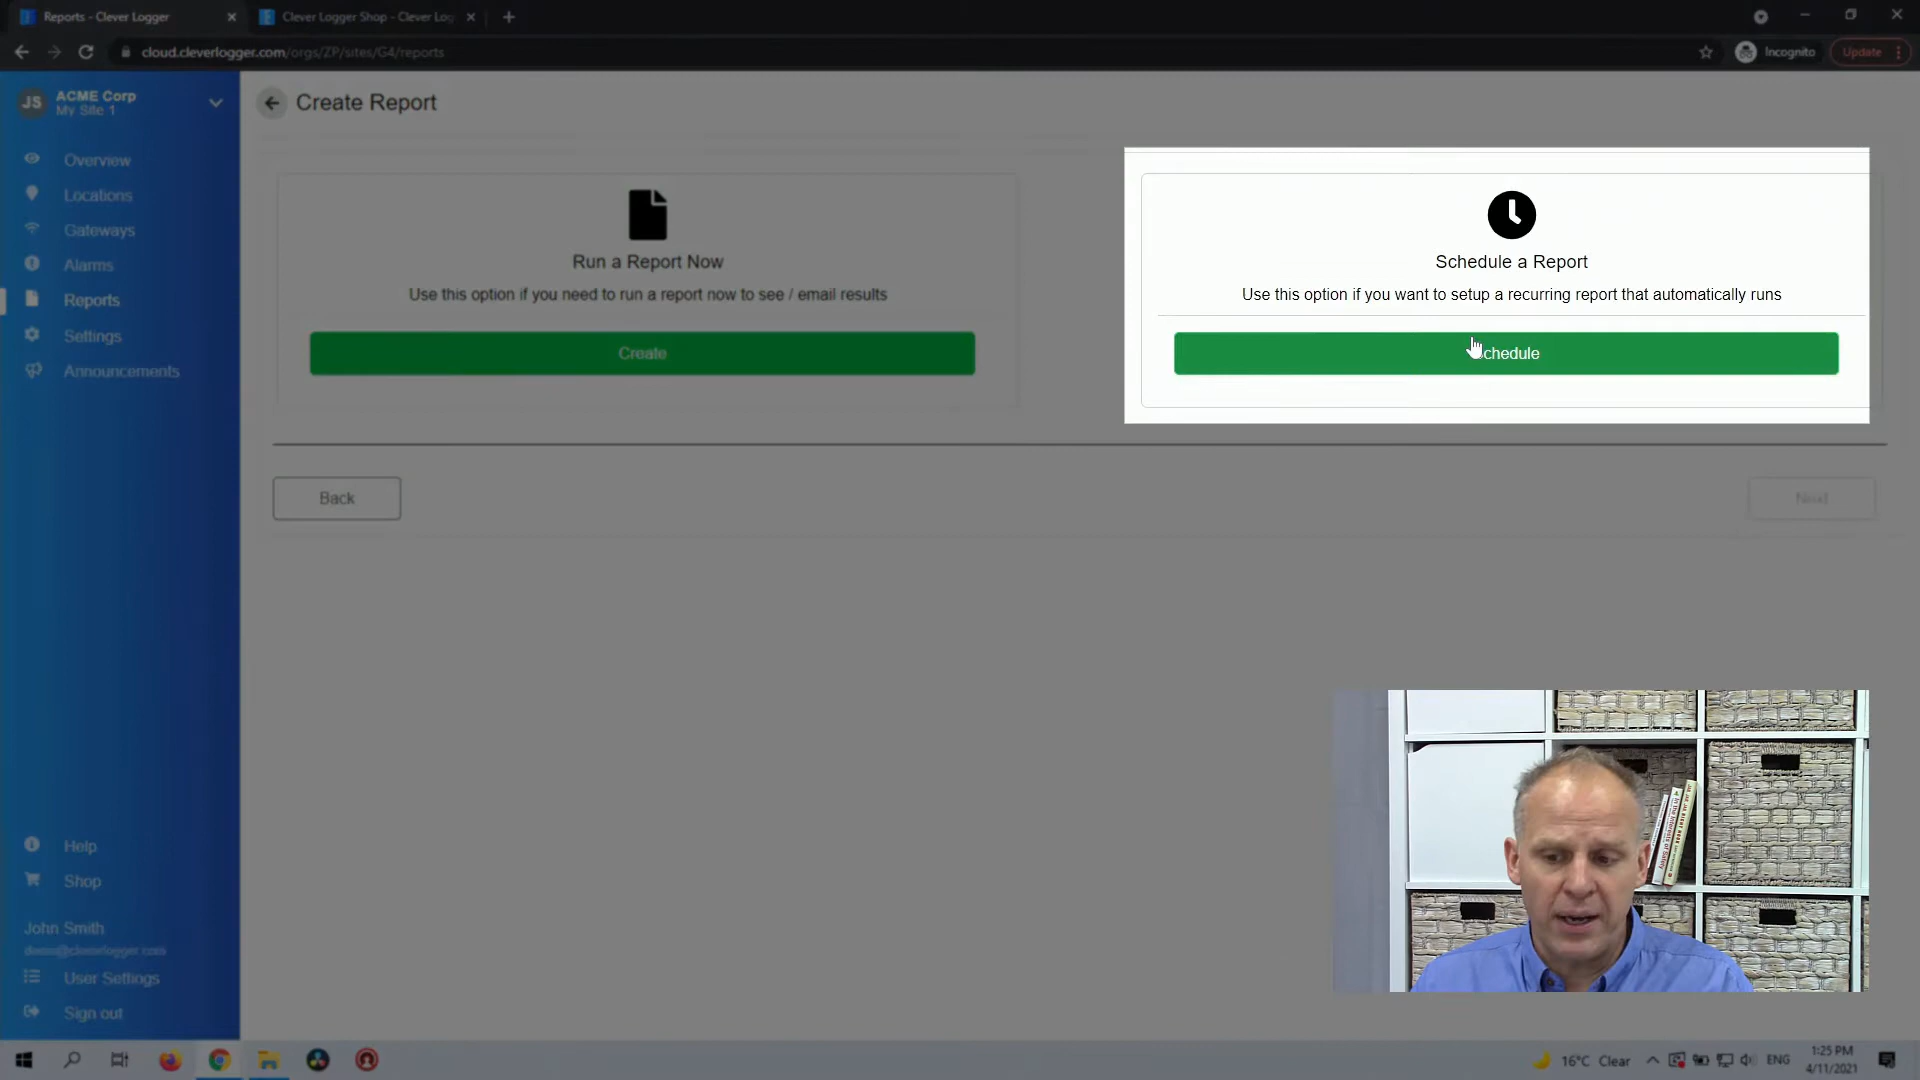 Reports - Clever Logger
Clever Logger Shop - Clever Log
cloud.cleverlogger.com/orgs/ZP/sites/G4/reports
Incognito
Update
JS
ACME Corp
My Site 1
Create Report
Overview
Locations
Gateways
Alarms
Reports
Settings
Announcements
Run a Report Now
Use this option if you need to run a report now to see / email results
Create
Schedule a Report
Use this option if you want to setup a recurring report that automatically runs
chedule
Back
Next
Help
Shop
John Smith
demo@cleverlogger.com
User Settings
Sign out
16°C Clear
ENG
1:25 PM
4/11/2021